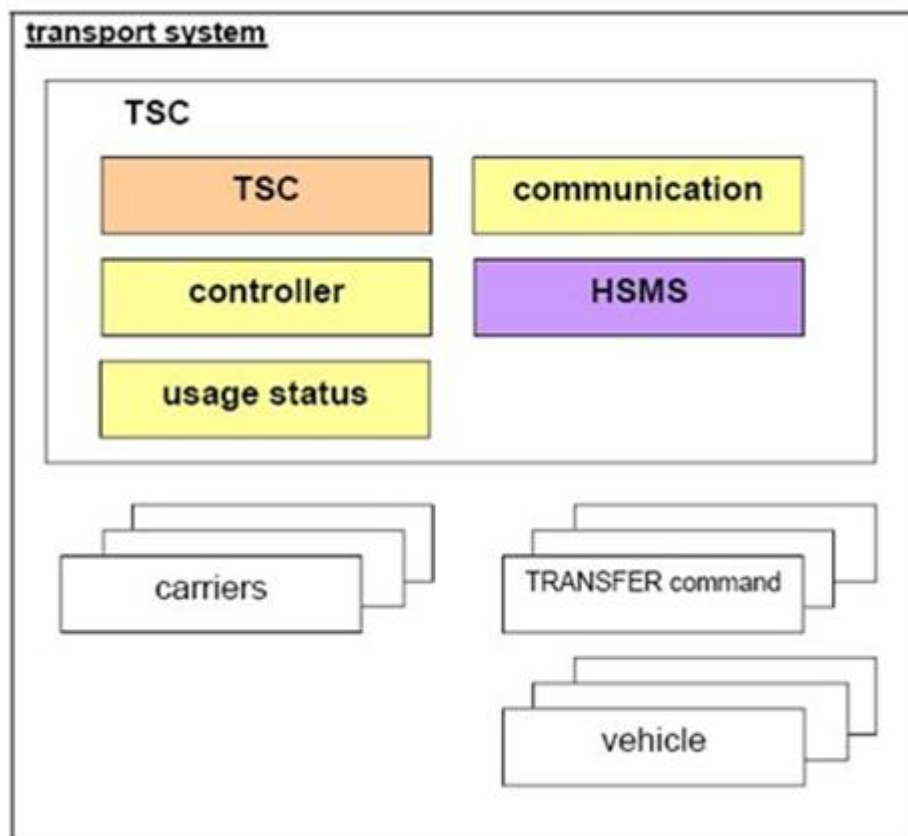 transport system
TSC
TSC
communication
controller
HSMS
usage status
carriers
TRANSFER command
vehicle